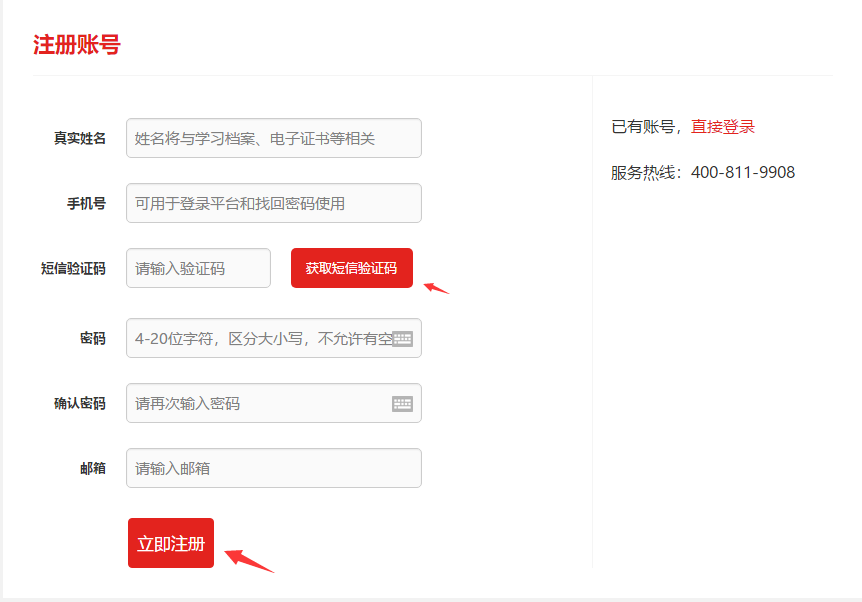 注册账号
真实姓名 姓名将与学习档案、电子证书等相关
手机号 可用于登录平台和找回密码使用
短信验证码 请输入验证码 获取短信验证码
密码 4-20位字符，区分大小写，不允许有空
确认密码 请再次输入密码
邮箱 请输入邮箱
立即注册
已有账号，直接登录
服务热线：400-811-9908